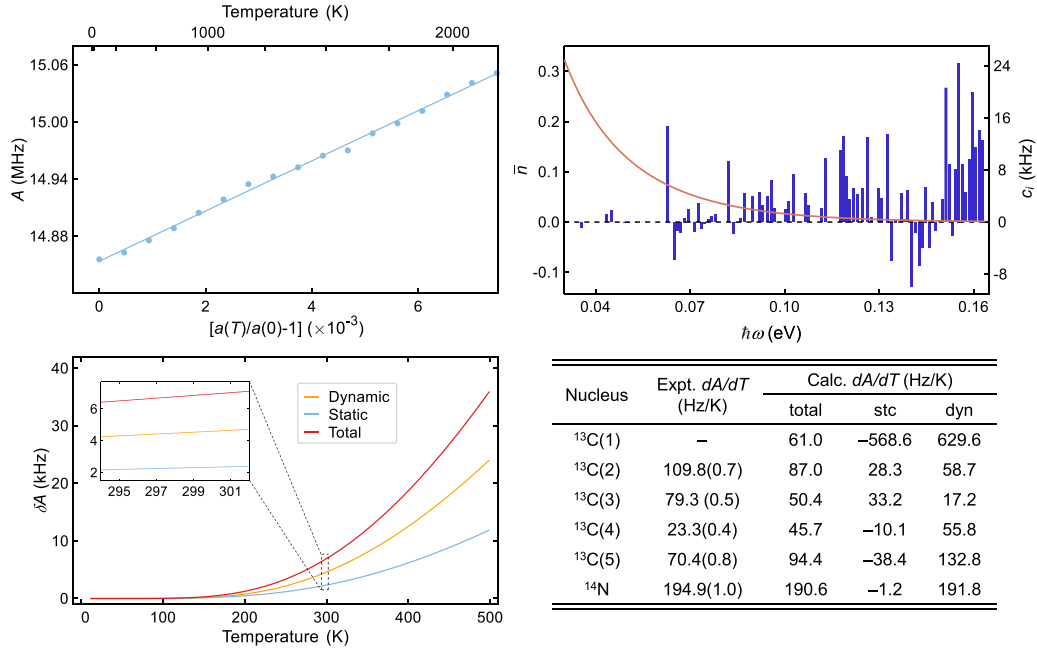 Temperature (K)
0 1000 2000
15.06
15.00
14.94
14.88
A (MHz)
0 2 4 6
[a(T)/a(0)-1] (×10⁻³)
0.3
0.2
0.1
0.0
-0.1
n̄
24
16
8
0
-8
cᵢ (kHz)
0.04 0.07 0.10 0.13 0.16
ħω (eV)
40
30
20
10
0
δA (kHz)
6
4
2
295 297 299 301
Dynamic
Static
Total
0 100 200 300 400 500
Temperature (K)
Nucleus Expt. dA/dT (Hz/K) Calc. dA/dT (Hz/K)
total stc dyn
¹³C(1) – 61.0 –568.6 629.6
¹³C(2) 109.8(0.7) 87.0 28.3 58.7
¹³C(3) 79.3 (0.5) 50.4 33.2 17.2
¹³C(4) 23.3(0.4) 45.7 –10.1 55.8
¹³C(5) 70.4(0.8) 94.4 –38.4 132.8
¹⁴N 194.9(1.0) 190.6 –1.2 191.8